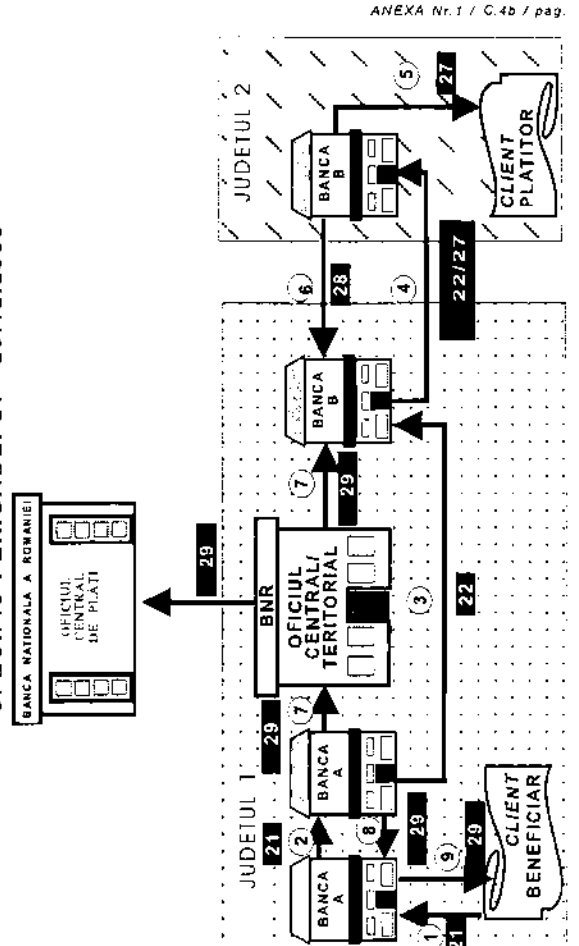 ANEXA Nr.1 / C.4b / pag.
BANCA NATIONALA A ROMANIEI
OFICIUL
CENTRAL
DE PLATI
29
JUDETUL 1
JUDETUL 2
21
2
BANCA
A
1
21
BANCA
A
8
29
9
29
CLIENT
BENEFICIAR
29
7
BNR
OFICIUL
CENTRAL/
TERITORIAL
7
29
3
22
BANCA
B
6
28
4
22/27
BANCA
B
5
27
CLIENT
PLATITOR